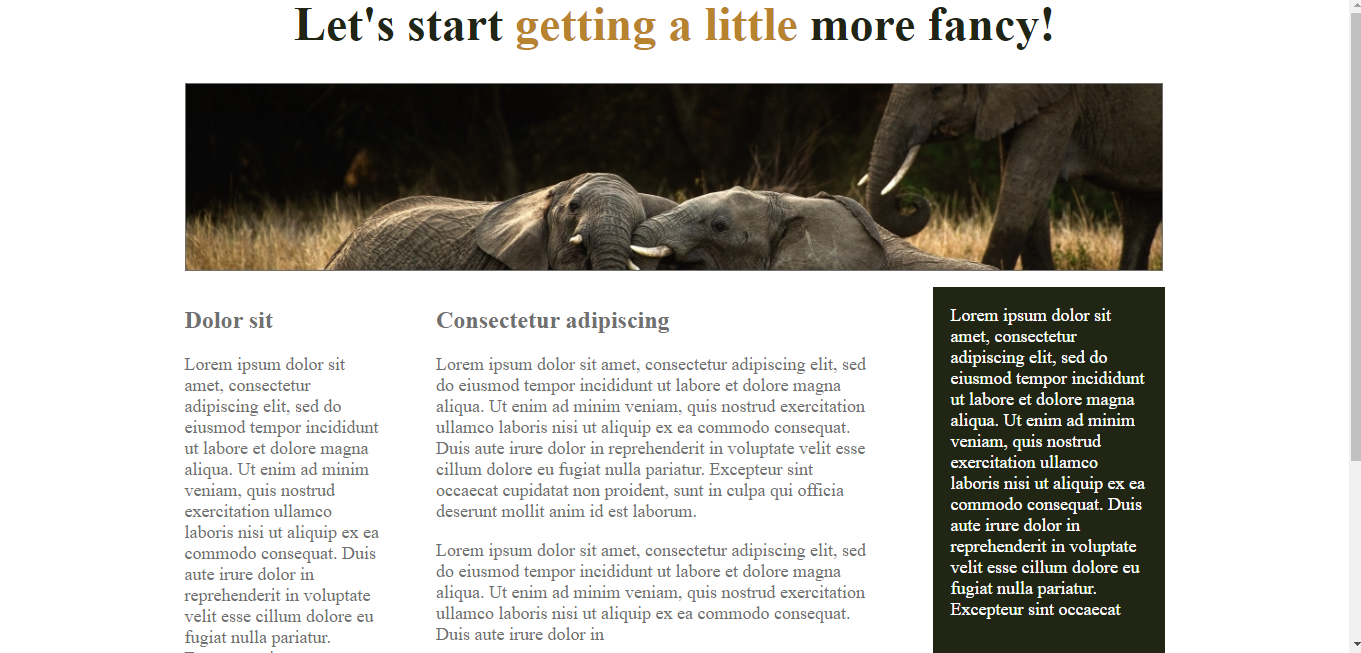 Let's start getting a little more fancy!
Dolor sit
Lorem ipsum dolor sit
amet, consectetur
adipiscing elit, sed do
eiusmod tempor incididunt
ut labore et dolore magna
aliqua. Ut enim ad minim
veniam, quis nostrud
exercitation ullamco
laboris nisi ut aliquip ex ea
commodo consequat. Duis
aute irure dolor in
reprehenderit in voluptate
velit esse cillum dolore eu
fugiat nulla pariatur.
Consectetur adipiscing
Lorem ipsum dolor sit amet, consectetur adipiscing elit, sed
do eiusmod tempor incididunt ut labore et dolore magna
aliqua. Ut enim ad minim veniam, quis nostrud exercitation
ullamco laboris nisi ut aliquip ex ea commodo consequat.
Duis aute irure dolor in reprehenderit in voluptate velit esse
cillum dolore eu fugiat nulla pariatur. Excepteur sint
occaecat cupidatat non proident, sunt in culpa qui officia
deserunt mollit anim id est laborum.
Lorem ipsum dolor sit amet, consectetur adipiscing elit, sed
do eiusmod tempor incididunt ut labore et dolore magna
aliqua. Ut enim ad minim veniam, quis nostrud exercitation
ullamco laboris nisi ut aliquip ex ea commodo consequat.
Duis aute irure dolor in
Lorem ipsum dolor sit
amet, consectetur
adipiscing elit, sed do
eiusmod tempor incididunt
ut labore et dolore magna
aliqua. Ut enim ad minim
veniam, quis nostrud
exercitation ullamco
laboris nisi ut aliquip ex ea
commodo consequat. Duis
aute irure dolor in
reprehenderit in voluptate
velit esse cillum dolore eu
fugiat nulla pariatur.
Excepteur sint occaecat